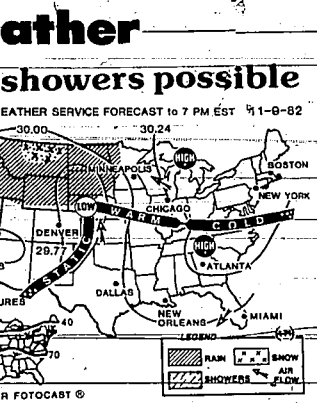 ather
showers possible
EATHER SERVICE FORECAST to 7 PM EST 11-9-82
30.00 30.24
HIGH
MINNEAPOLIS
BOSTON
LOW WARM CHICAGO COLD
NEW YORK
DENVER
29.77
STATIC
HIGH
ATLANTA
DALLAS
URES
NEW
ORLEANS
MIAMI
40
70
LEGEND
RAIN SNOW
SHOWERS AIR
FLOW
R FOTOCAST ®